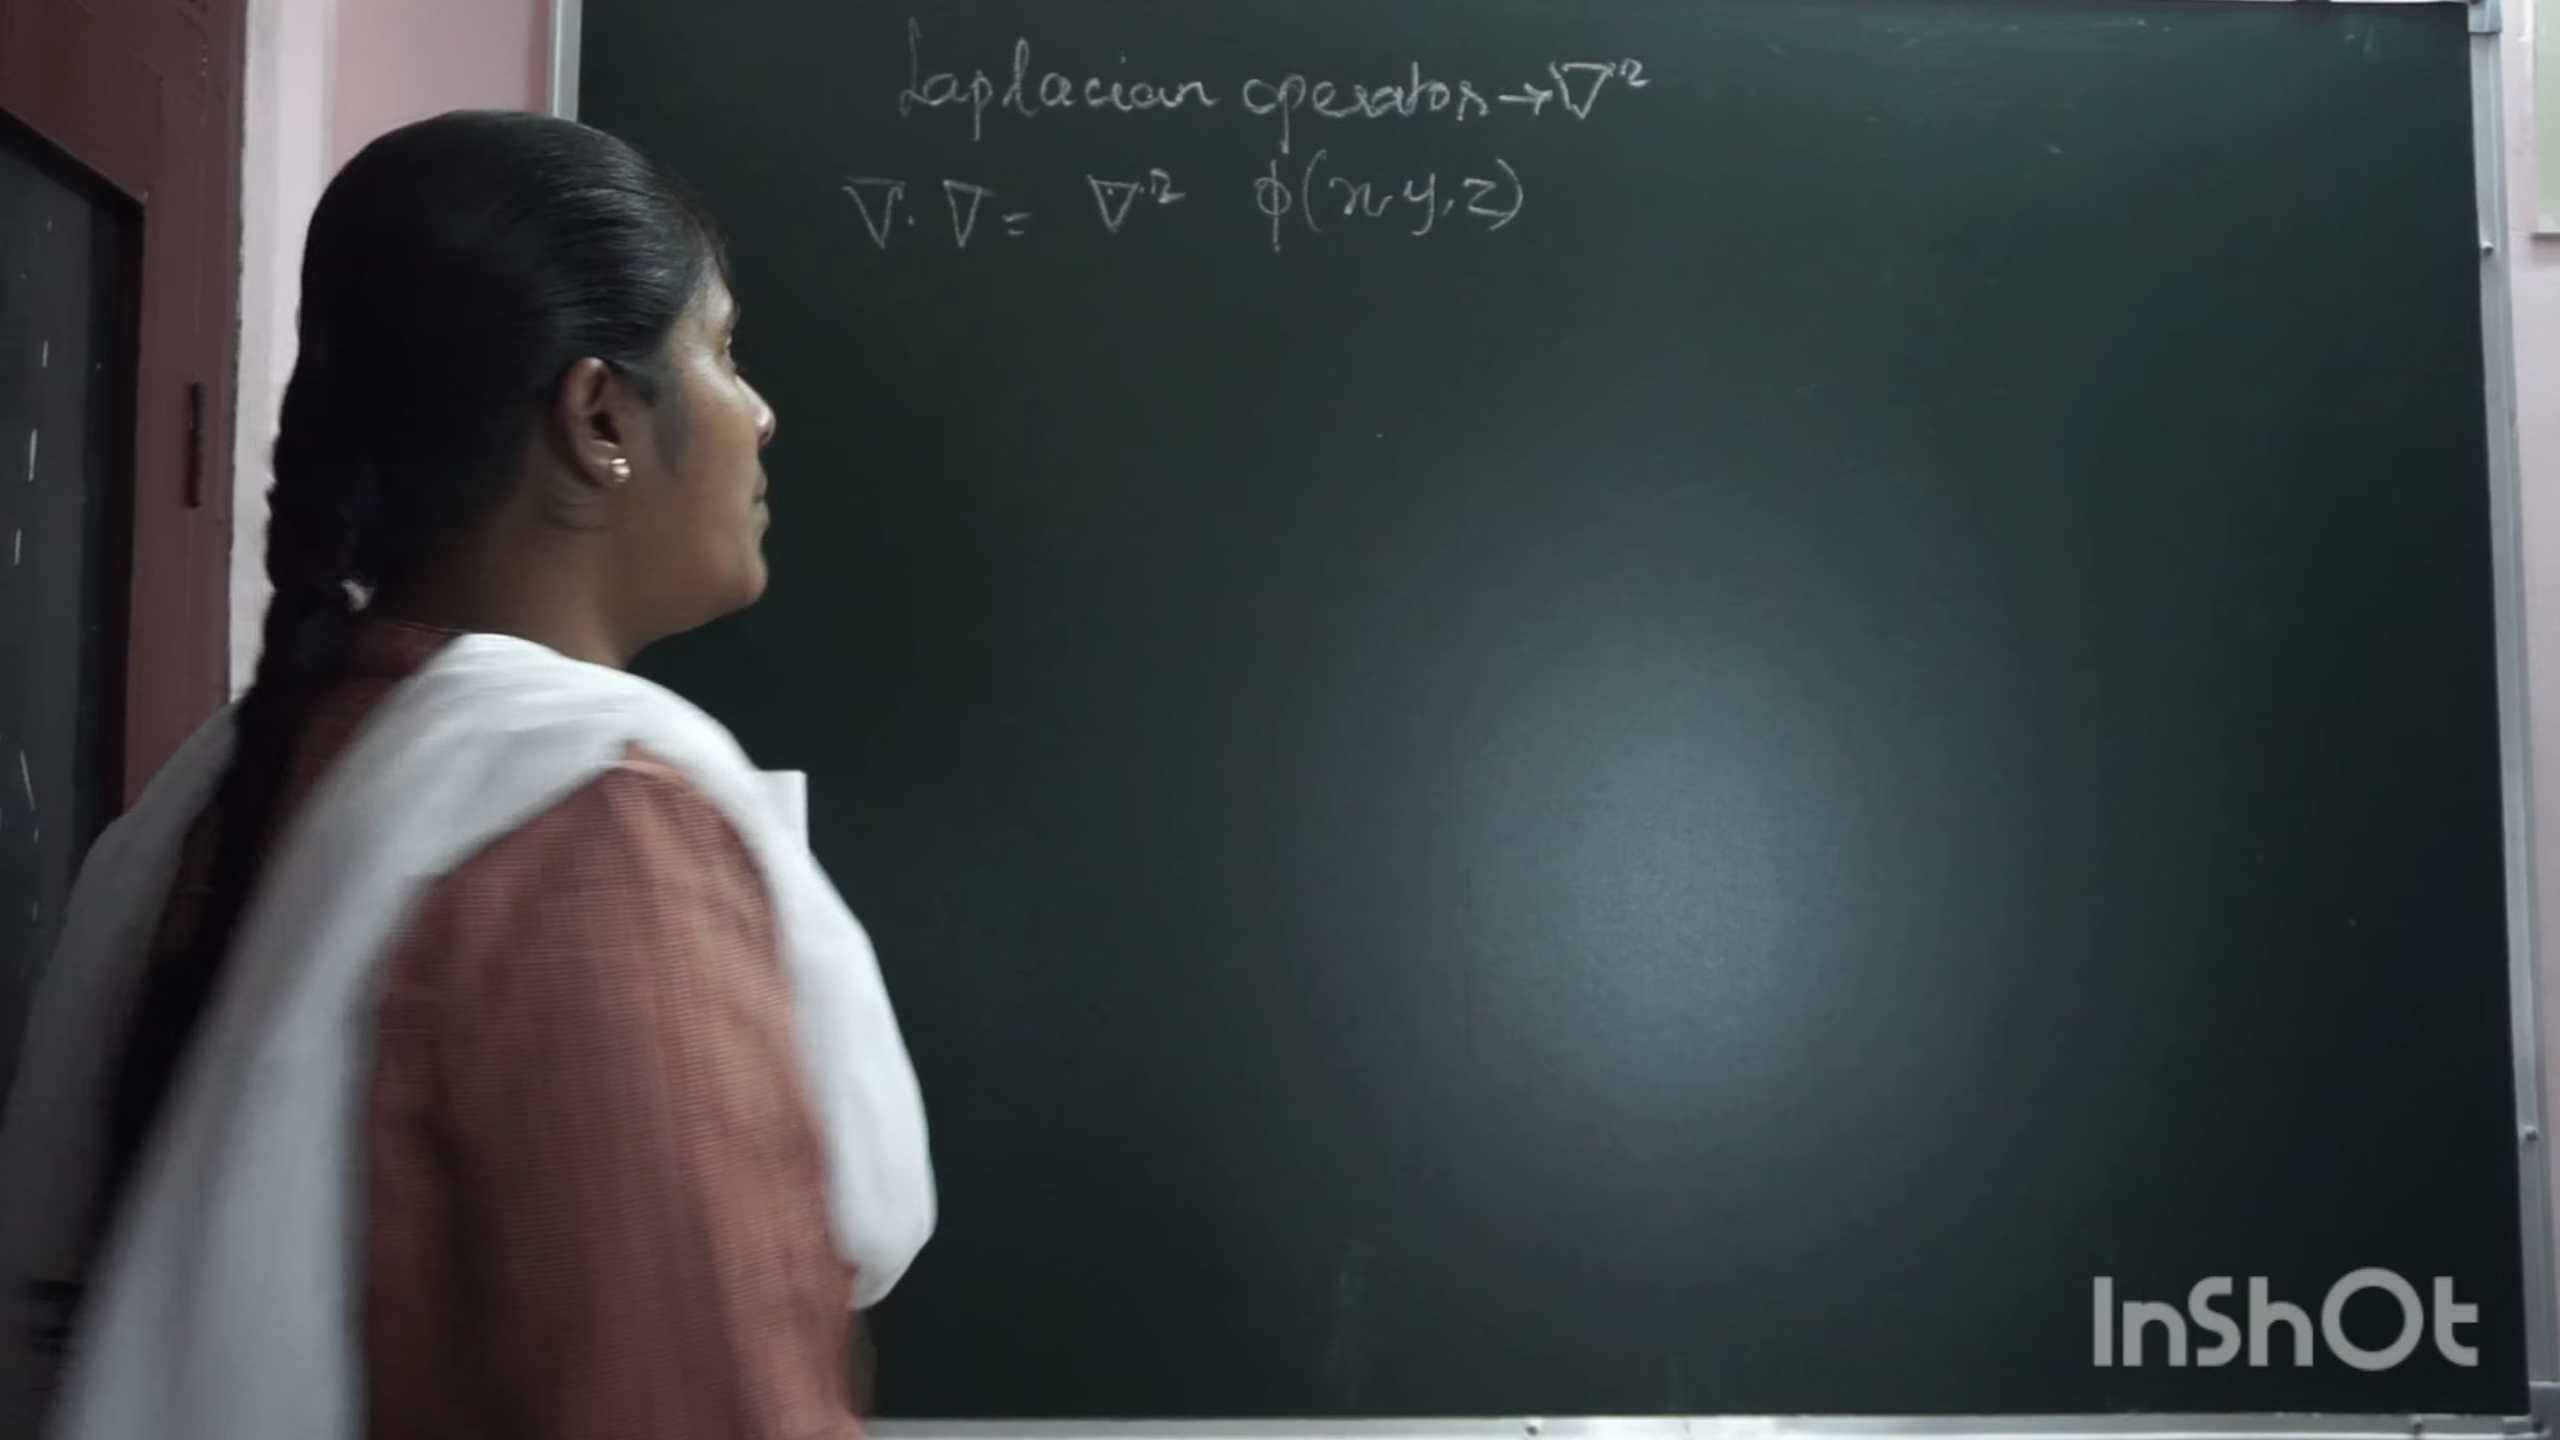 Laplacian operator → ∇²
∇ · ∇ = ∇² ϕ(x, y, z)
InShOt